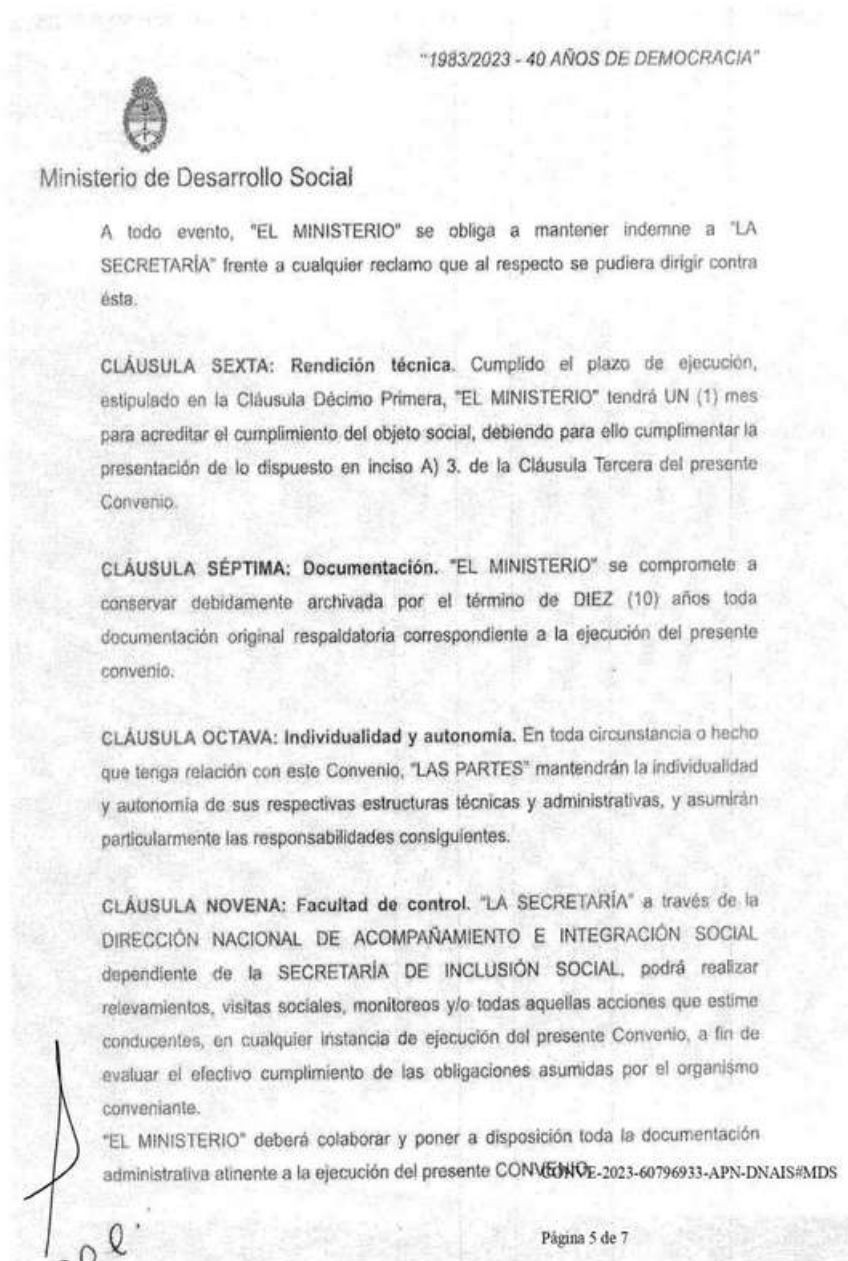 "1983/2023 - 40 AÑOS DE DEMOCRACIA"
Ministerio de Desarrollo Social
A todo evento, "EL MINISTERIO" se obliga a mantener indemne a "LA
SECRETARÍA" frente a cualquier reclamo que al respecto se pudiera dirigir contra
ésta.
CLÁUSULA SEXTA: Rendición técnica. Cumplido el plazo de ejecución,
estipulado en la Cláusula Décimo Primera, "EL MINISTERIO" tendrá UN (1) mes
para acreditar el cumplimiento del objeto social, debiendo para ello cumplimentar la
presentación de lo dispuesto en inciso A) 3. de la Cláusula Tercera del presente
Convenio.
CLÁUSULA SÉPTIMA: Documentación. "EL MINISTERIO" se compromete a
conservar debidamente archivada por el término de DIEZ (10) años toda
documentación original respaldatoria correspondiente a la ejecución del presente
convenio.
CLÁUSULA OCTAVA: Individualidad y autonomía. En toda circunstancia o hecho
que tenga relación con este Convenio, "LAS PARTES" mantendrán la individualidad
y autonomía de sus respectivas estructuras técnicas y administrativas, y asumirán
particularmente las responsabilidades consiguientes.
CLÁUSULA NOVENA: Facultad de control. "LA SECRETARÍA" a través de la
DIRECCIÓN NACIONAL DE ACOMPAÑAMIENTO E INTEGRACIÓN SOCIAL
dependiente de la SECRETARÍA DE INCLUSIÓN SOCIAL, podrá realizar
relevamientos, visitas sociales, monitoreos y/o todas aquellas acciones que estime
conducentes, en cualquier instancia de ejecución del presente Convenio, a fin de
evaluar el efectivo cumplimiento de las obligaciones asumidas por el organismo
conveniante.
"EL MINISTERIO" deberá colaborar y poner a disposición toda la documentación
administrativa atinente a la ejecución del presente CONVENIO.
CONVE-2023-60796933-APN-DNAIS#MDS
Página 5 de 7